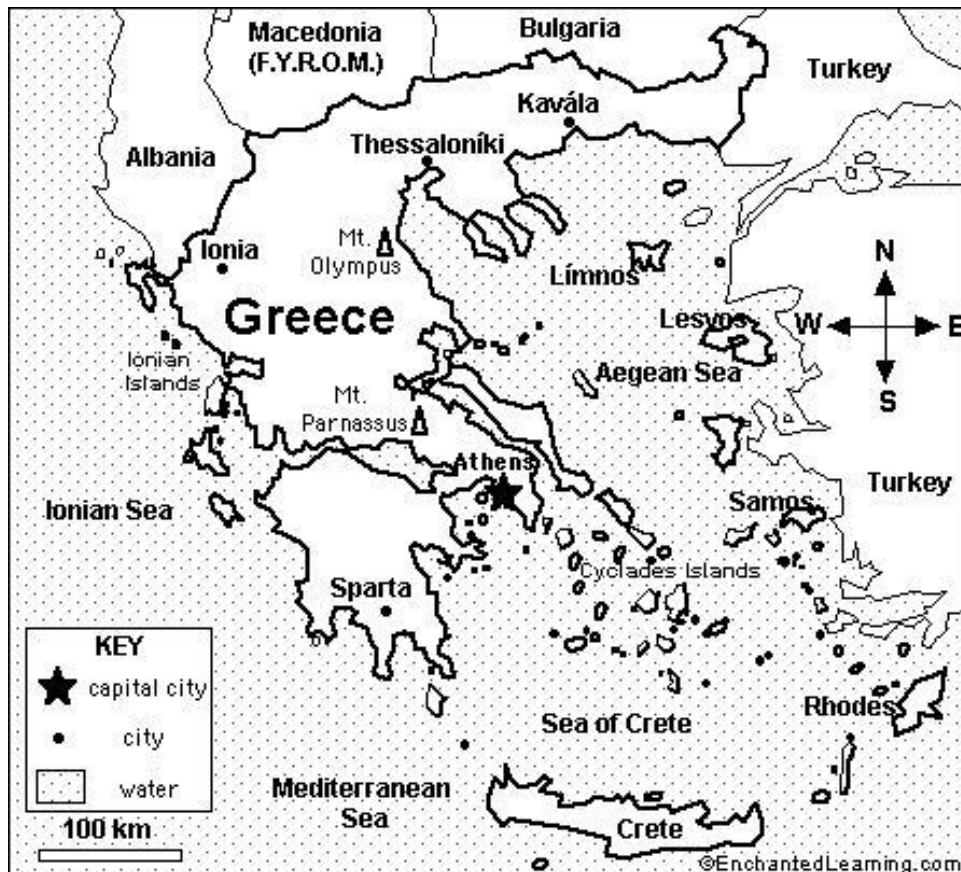 Macedonia
(F.Y.R.O.M.)
Bulgaria
Turkey
Kavála
Albania
Thessaloníki
Ionia
Mt.
Olympus
Límnos
N
W
E
S
Greece
Lesvos
Ionian
Islands
Aegean Sea
Mt.
Parnassus
Athens
Turkey
Ionian Sea
Samos
Cyclades Islands
Sparta
KEY
capital city
city
water
100 km
Rhodes
Sea of Crete
Mediterranean
Sea
Crete
©EnchantedLearning.com